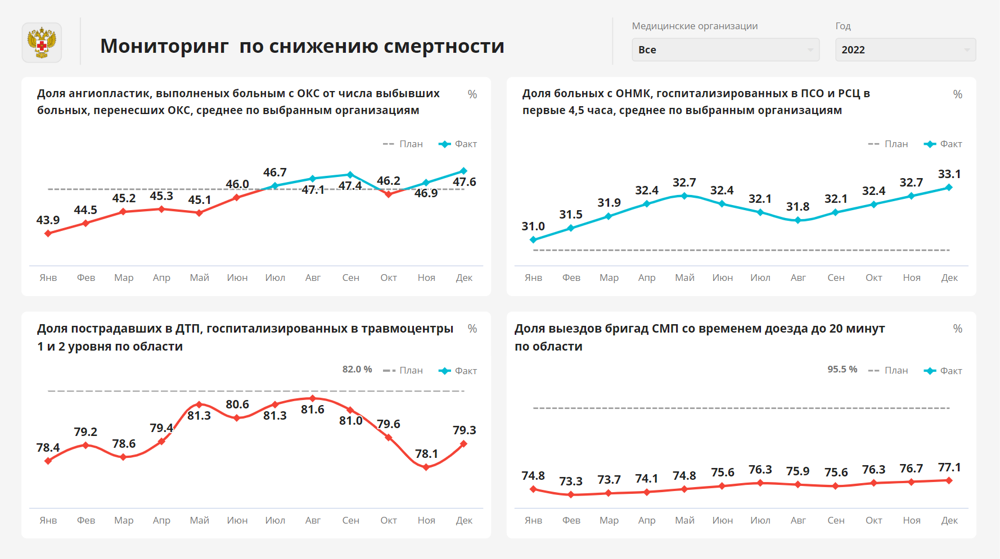 Мониторинг  по снижению смертности
Медицинские организации
Все
Год
2022
Доля ангиопластик, выполненых больным с ОКС от числа выбывших
больных, перенесших ОКС, среднее по выбранным организациям
%
План Факт
43.9 44.5 45.2 45.3 45.1 46.0 46.7 47.1 47.4 46.2 46.9 47.6
Янв Фев Мар Апр Май Июн Июл Авг Сен Окт Ноя Дек
Доля больных с ОНМК, госпитализированных в ПСО и РСЦ в
первые 4,5 часа, среднее по выбранным организациям
%
План Факт
31.0 31.5 31.9 32.4 32.7 32.4 32.1 31.8 32.1 32.4 32.7 33.1
Янв Фев Мар Апр Май Июн Июл Авг Сен Окт Ноя Дек
Доля пострадавших в ДТП, госпитализированных в травмоцентры
1 и 2 уровня по области
%
82.0 % План Факт
78.4 79.2 78.6 79.4 81.3 80.6 81.3 81.6 81.0 79.6 78.1 79.3
Янв Фев Мар Апр Май Июн Июл Авг Сен Окт Ноя Дек
Доля выездов бригад СМП со временем доезда до 20 минут
по области
%
95.5 % План Факт
74.8 73.3 73.7 74.1 74.8 75.6 76.3 75.9 75.6 76.3 76.7 77.1
Янв Фев Мар Апр Май Июн Июл Авг Сен Окт Ноя Дек